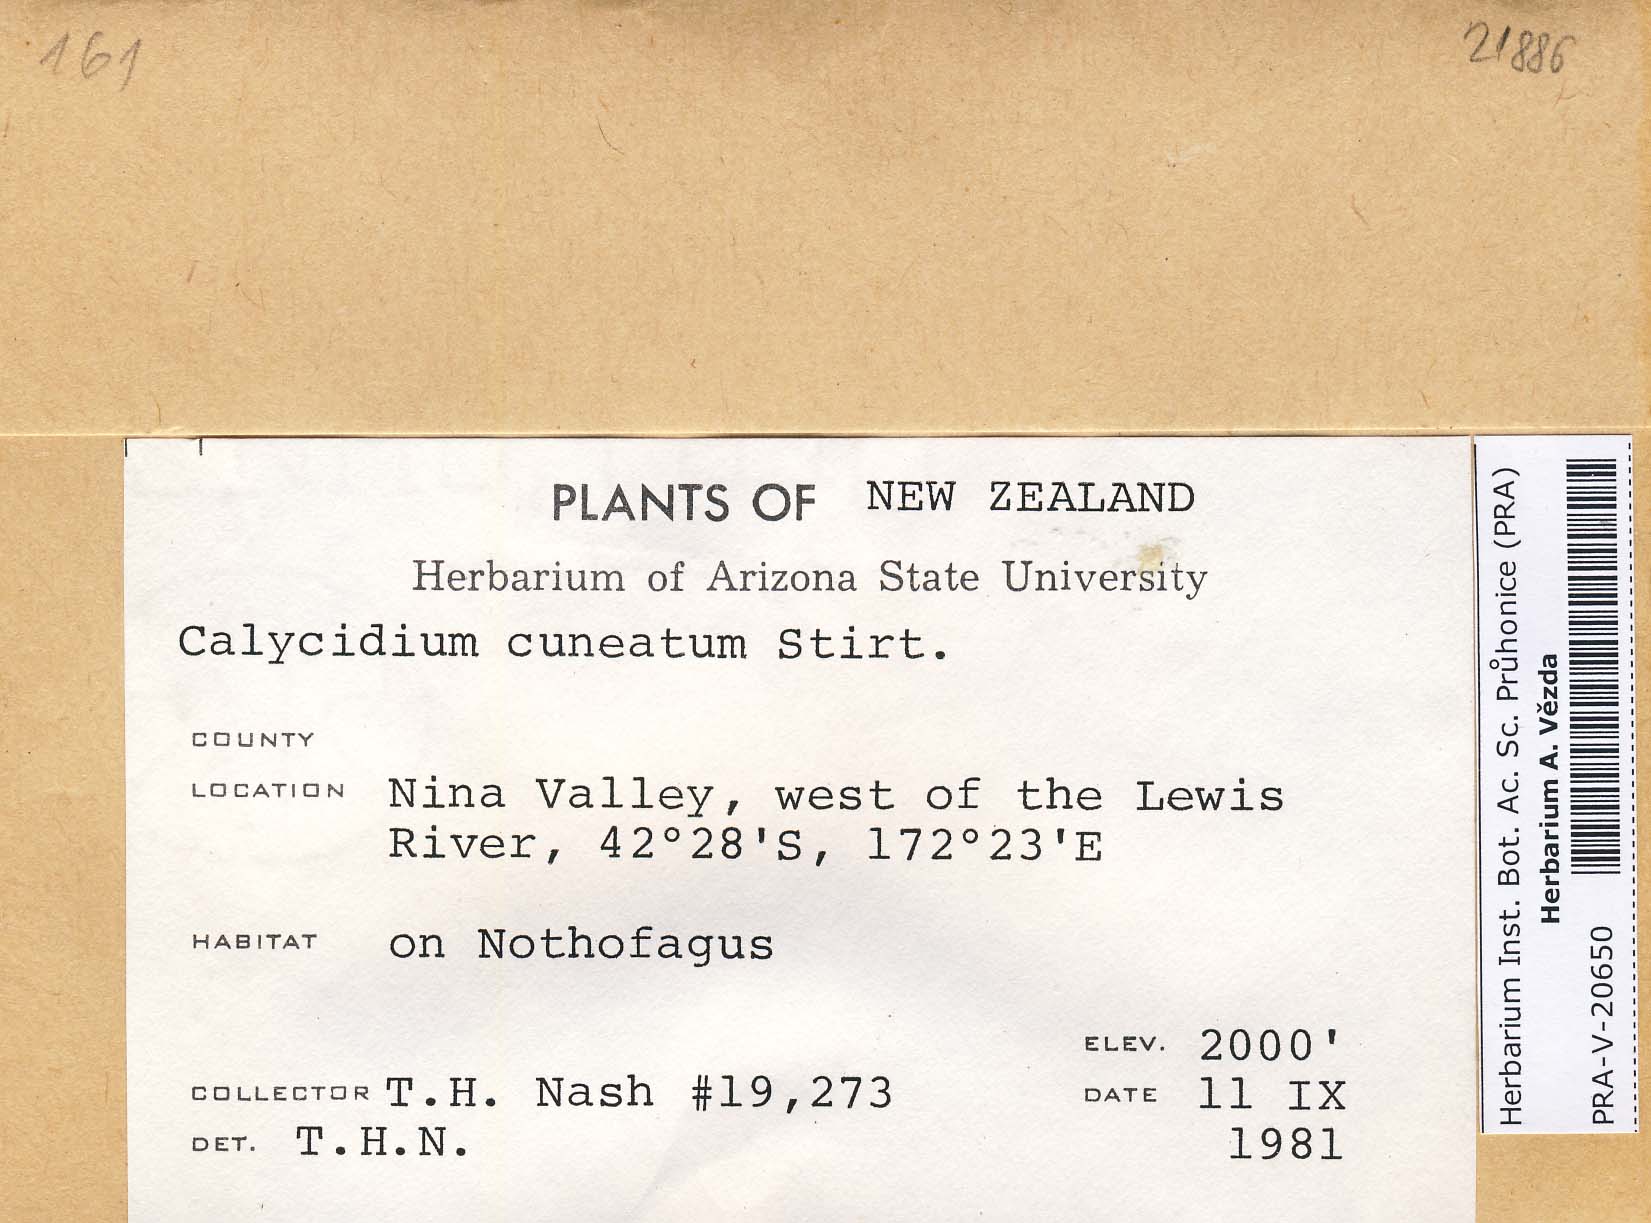 161
21886
PLANTS OF NEW ZEALAND
Herbarium of Arizona State University
Calycidium cuneatum Stirt.
COUNTY
LOCATION Nina Valley, west of the Lewis
River, 42°28'S, 172°23'E
HABITAT on Nothofagus
ELEV. 2000'
COLLECTOR T.H. Nash #19,273
DATE 11 IX
DET. T.H.N.
1981
Herbarium Inst. Bot. Ac. Sc. Průhonice (PRA)
Herbarium A. Vězda
PRA-V-20650